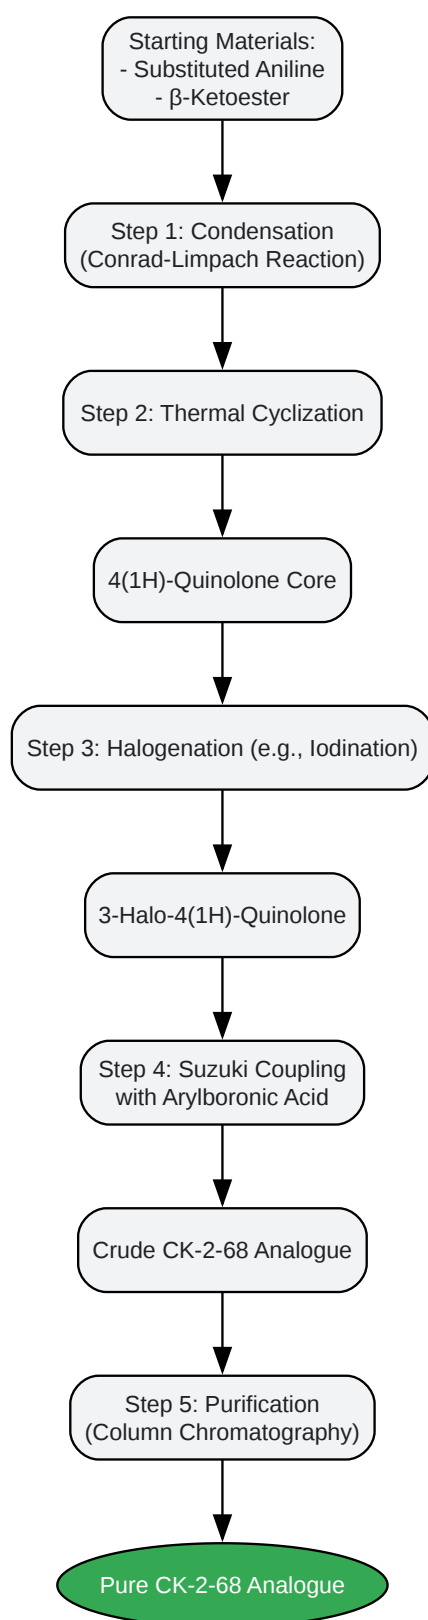 Starting Materials:
- Substituted Aniline
- β-Ketoester
Step 1: Condensation
(Conrad-Limpach Reaction)
Step 2: Thermal Cyclization
4(1H)-Quinolone Core
Step 3: Halogenation (e.g., Iodination)
3-Halo-4(1H)-Quinolone
Step 4: Suzuki Coupling
with Arylboronic Acid
Crude CK-2-68 Analogue
Step 5: Purification
(Column Chromatography)
Pure CK-2-68 Analogue